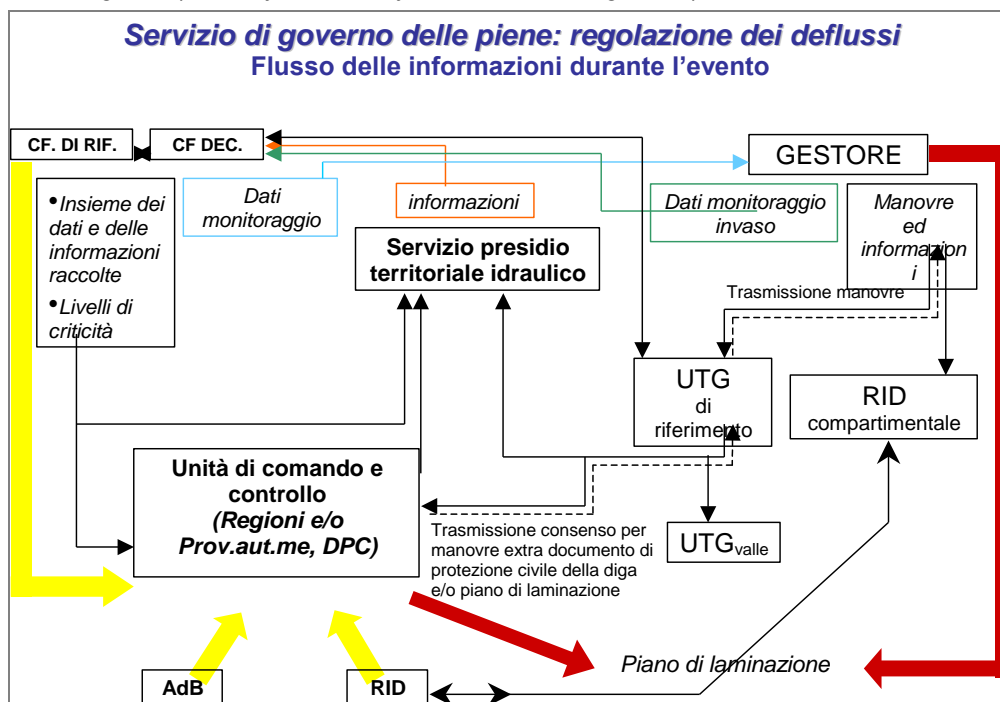 Servizio di governo delle piene: regolazione dei deflussi
Flusso delle informazioni durante l'evento
CF. DI RIF.
CF DEC.
GESTORE
•Insieme dei
dati e delle
informazioni
raccolte
•Livelli di
criticità
Dati
monitoraggio
informazioni
Dati monitoraggio
invaso
Manovre
ed
informazion
i
Servizio presidio
territoriale idraulico
Trasmissione manovre
UTG
di
riferimento
RID
compartimentale
Unità di comando e
controllo
(Regioni e/o
Prov.aut.me, DPC)
Trasmissione consenso per
manovre extra documento di
protezione civile della diga
e/o piano di laminazione
UTGvalle
Piano di laminazione
AdB
RID